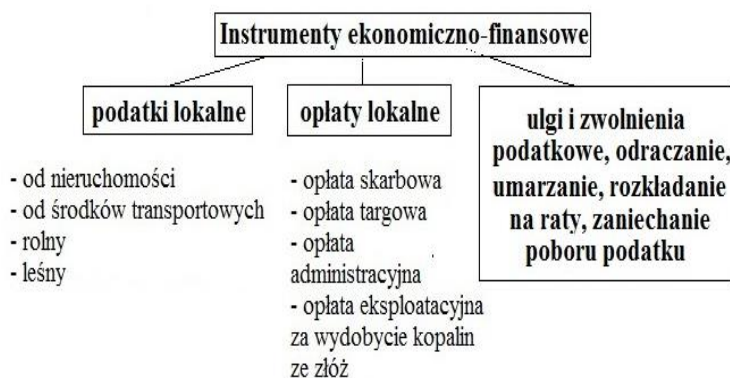 Instrumenty ekonomiczno-finansowe
podatki lokalne
- od nieruchomości
- od środków transportowych
- rolny
- leśny
opłaty lokalne
- opłata skarbowa
- opłata targowa
- opłata
administracyjna
- opłata eksploatacyjna
za wydobycie kopalin
ze złóż
ulgi i zwolnienia
podatkowe, odraczanie,
umarzanie, rozkładanie
na raty, zaniechanie
poboru podatku